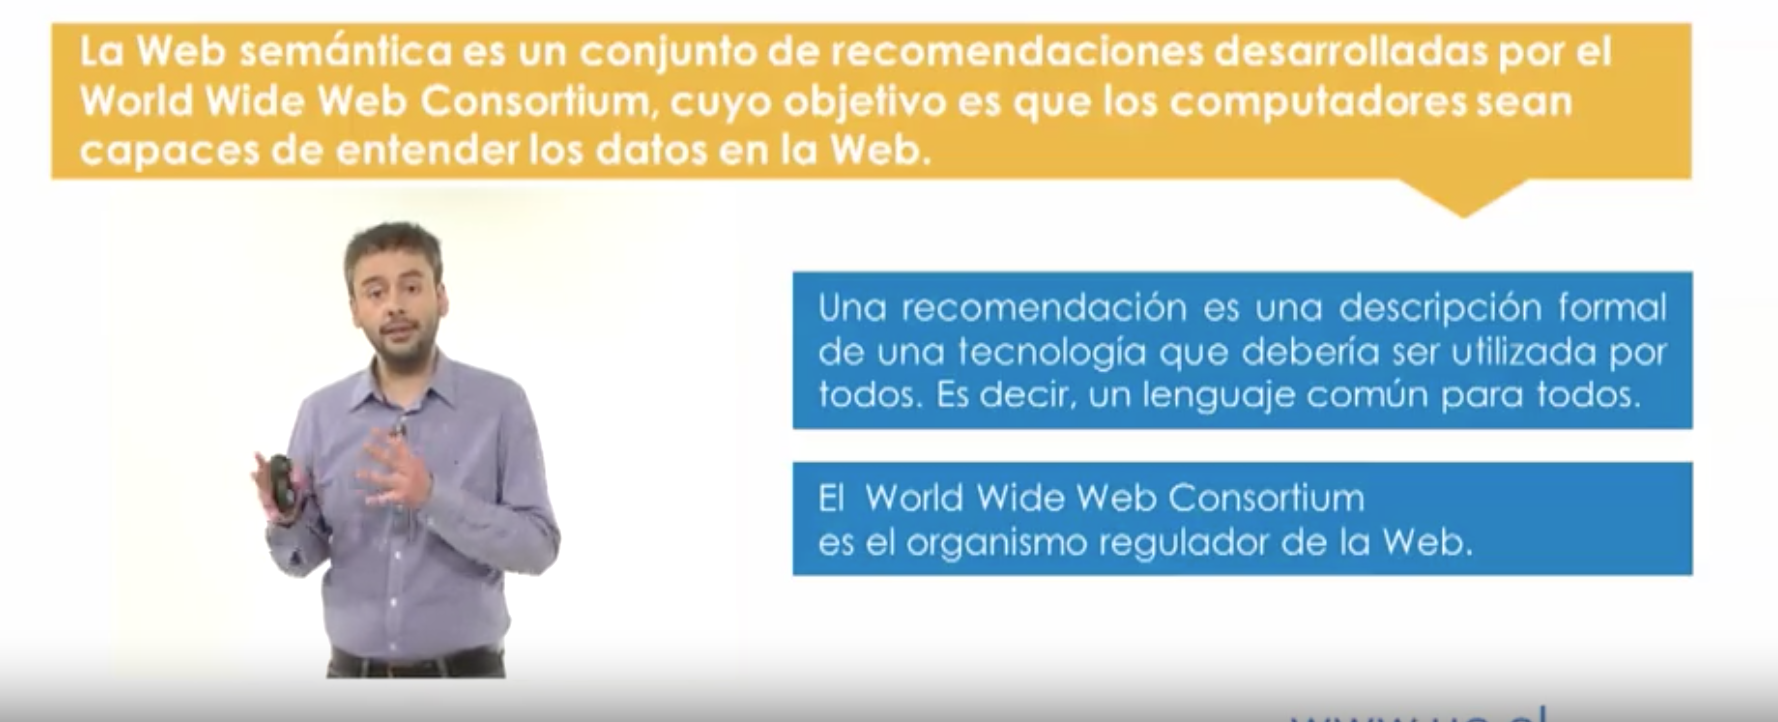 La Web semántica es un conjunto de recomendaciones desarrolladas por el
World Wide Web Consortium, cuyo objetivo es que los computadores sean
capaces de entender los datos en la Web.
Una recomendación es una descripción formal
de una tecnología que debería ser utilizada por
todos. Es decir, un lenguaje común para todos.
El World Wide Web Consortium
es el organismo regulador de la Web.